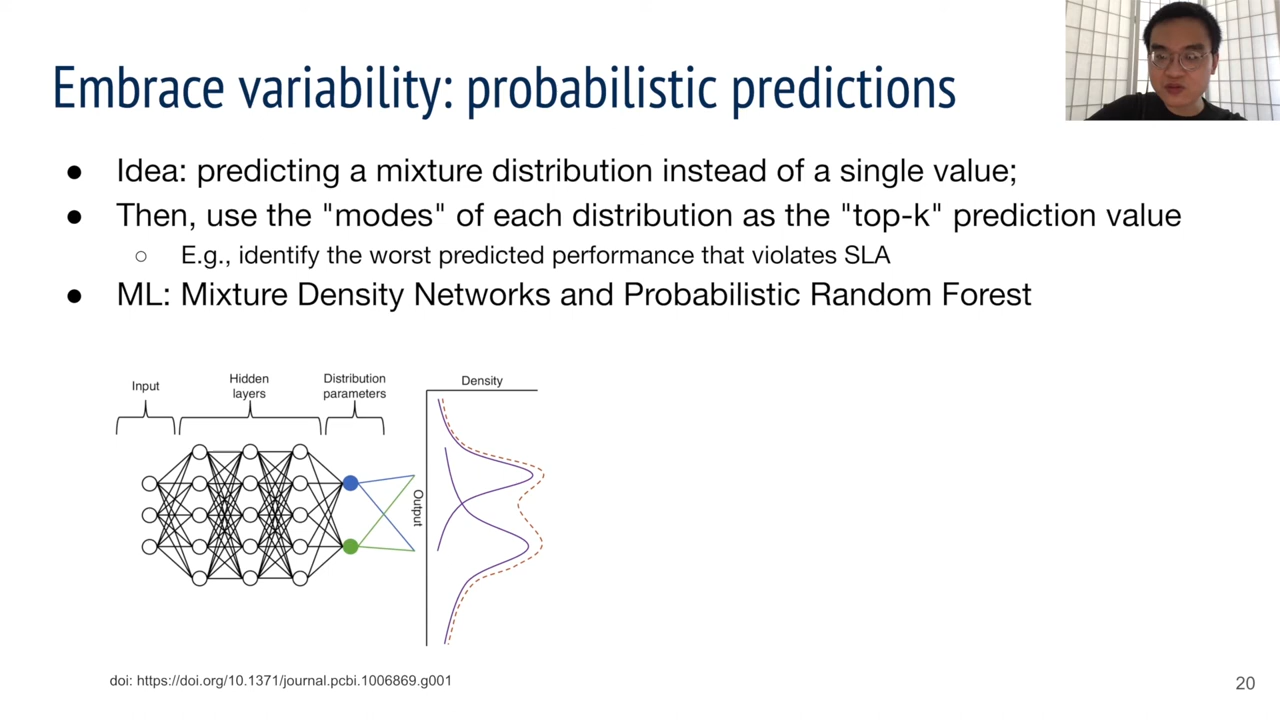 Embrace variability: probabilistic predictions
● Idea: predicting a mixture distribution instead of a single value;
● Then, use the "modes" of each distribution as the "top-k" prediction value
○ E.g., identify the worst predicted performance that violates SLA
● ML: Mixture Density Networks and Probabilistic Random Forest
Input
Hidden
layers
Distribution
parameters
Density
Output
doi: https://doi.org/10.1371/journal.pcbi.1006869.g001
20